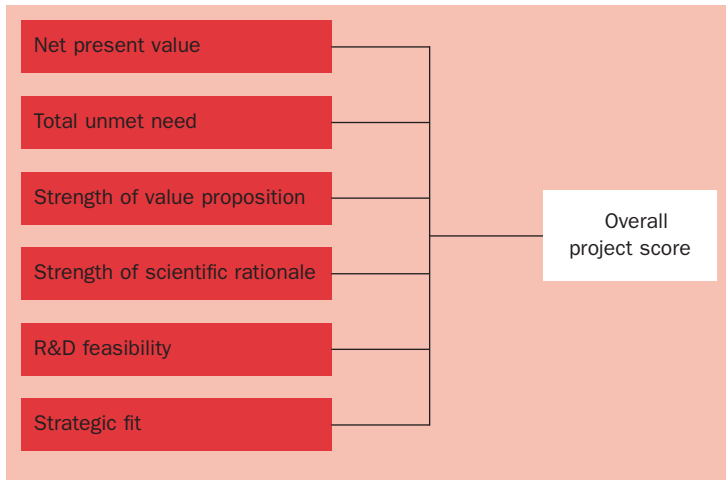 Net present value
Total unmet need
Strength of value proposition
Strength of scientific rationale
R&D feasibility
Strategic fit
Overall
project score